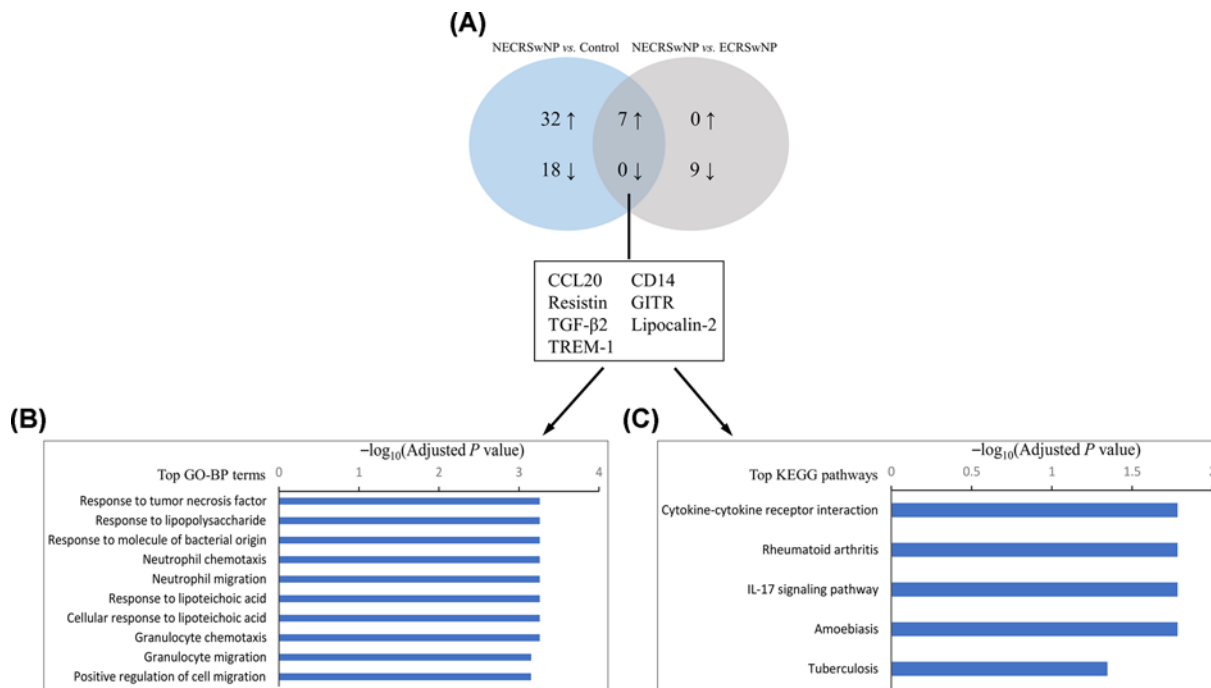 (A)
NECRSwNP vs. Control NECRSwNP vs. ECRSwNP
32 ↑ 7 ↑ 0 ↑
18 ↓ 0 ↓ 9 ↓
CCL20 CD14
Resistin GITR
TGF-β2 Lipocalin-2
TREM-1
(B)
−log10(Adjusted P value)
Top GO-BP terms 0 1 2 3 4
Response to tumor necrosis factor
Response to lipopolysaccharide
Response to molecule of bacterial origin
Neutrophil chemotaxis
Neutrophil migration
Response to lipoteichoic acid
Cellular response to lipoteichoic acid
Granulocyte chemotaxis
Granulocyte migration
Positive regulation of cell migration
(C)
−log10(Adjusted P value)
Top KEGG pathways 0 0.5 1 1.5 2
Cytokine-cytokine receptor interaction
Rheumatoid arthritis
IL-17 signaling pathway
Amoebiasis
Tuberculosis